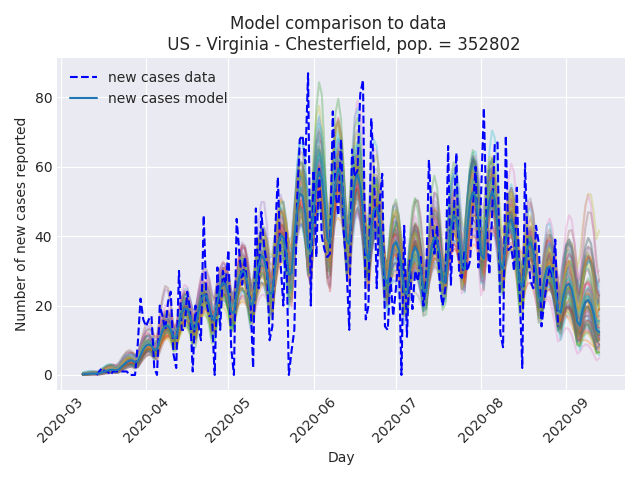 Model comparison to data
US - Virginia - Chesterfield, pop. = 352802
new cases data
new cases model
Number of new cases reported
80
60
40
20
0
2020-03
2020-04
2020-05
2020-06
2020-07
2020-08
2020-09
Day